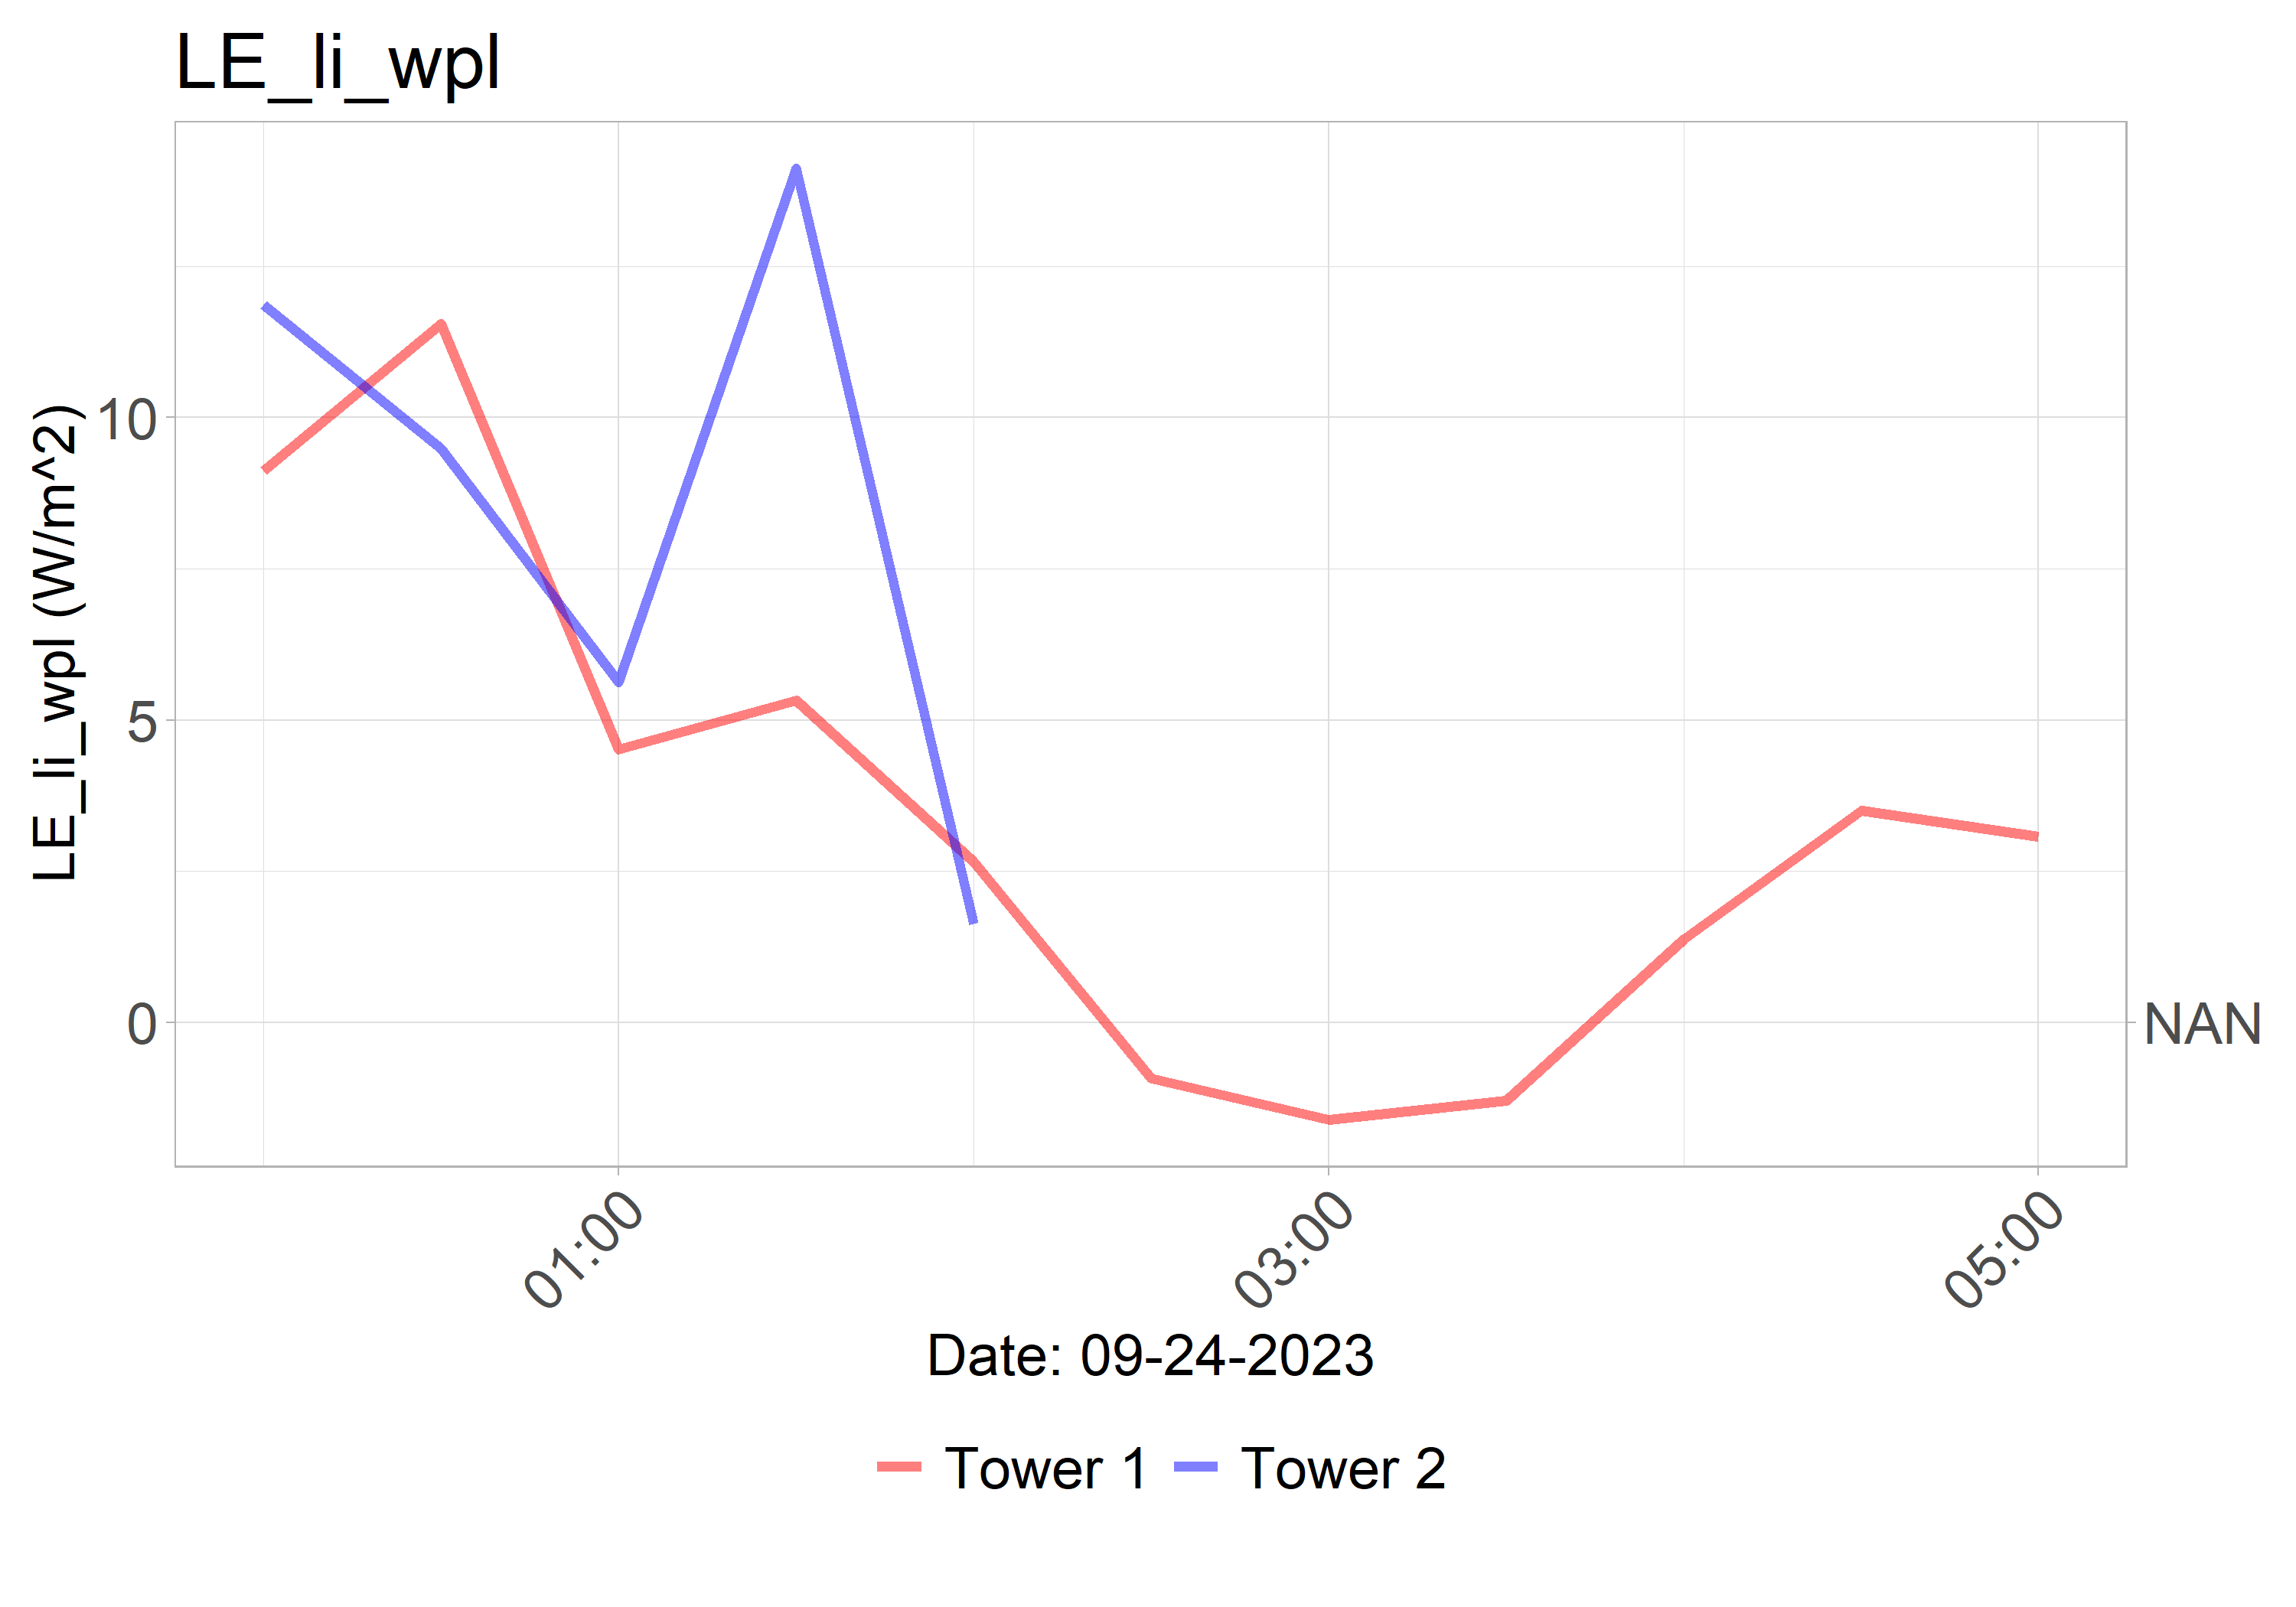 LE_li_wpl
LE_li_wpl (W/m^2)
10
5
0
NAN
01:00
03:00
05:00
Date: 09-24-2023
Tower 1
Tower 2